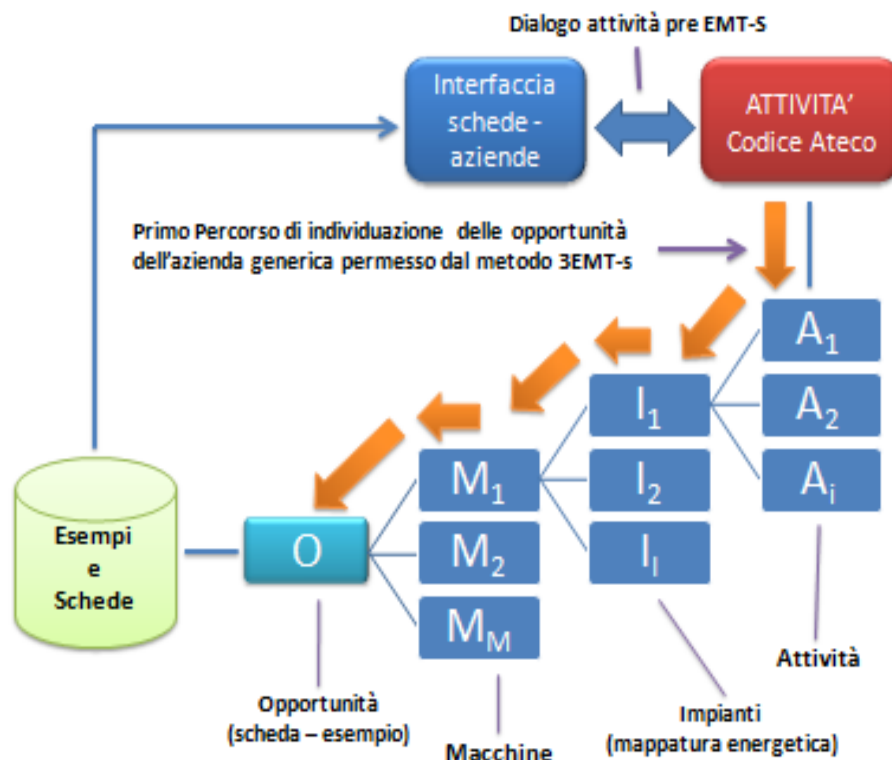 Dialogo attività pre EMT-S
Interfaccia
schede -
aziende
ATTIVITA'
Codice Ateco
Primo Percorso di individuazione delle opportunità
dell'azienda generica permesso dal metodo 3EMT-s
A₁
A₂
Aᵢ
I₁
I₂
Iₗ
M₁
M₂
M_M
O
Esempi
e
Schede
Opportunità
(scheda – esempio)
Macchine
Impianti
(mappatura energetica)
Attività